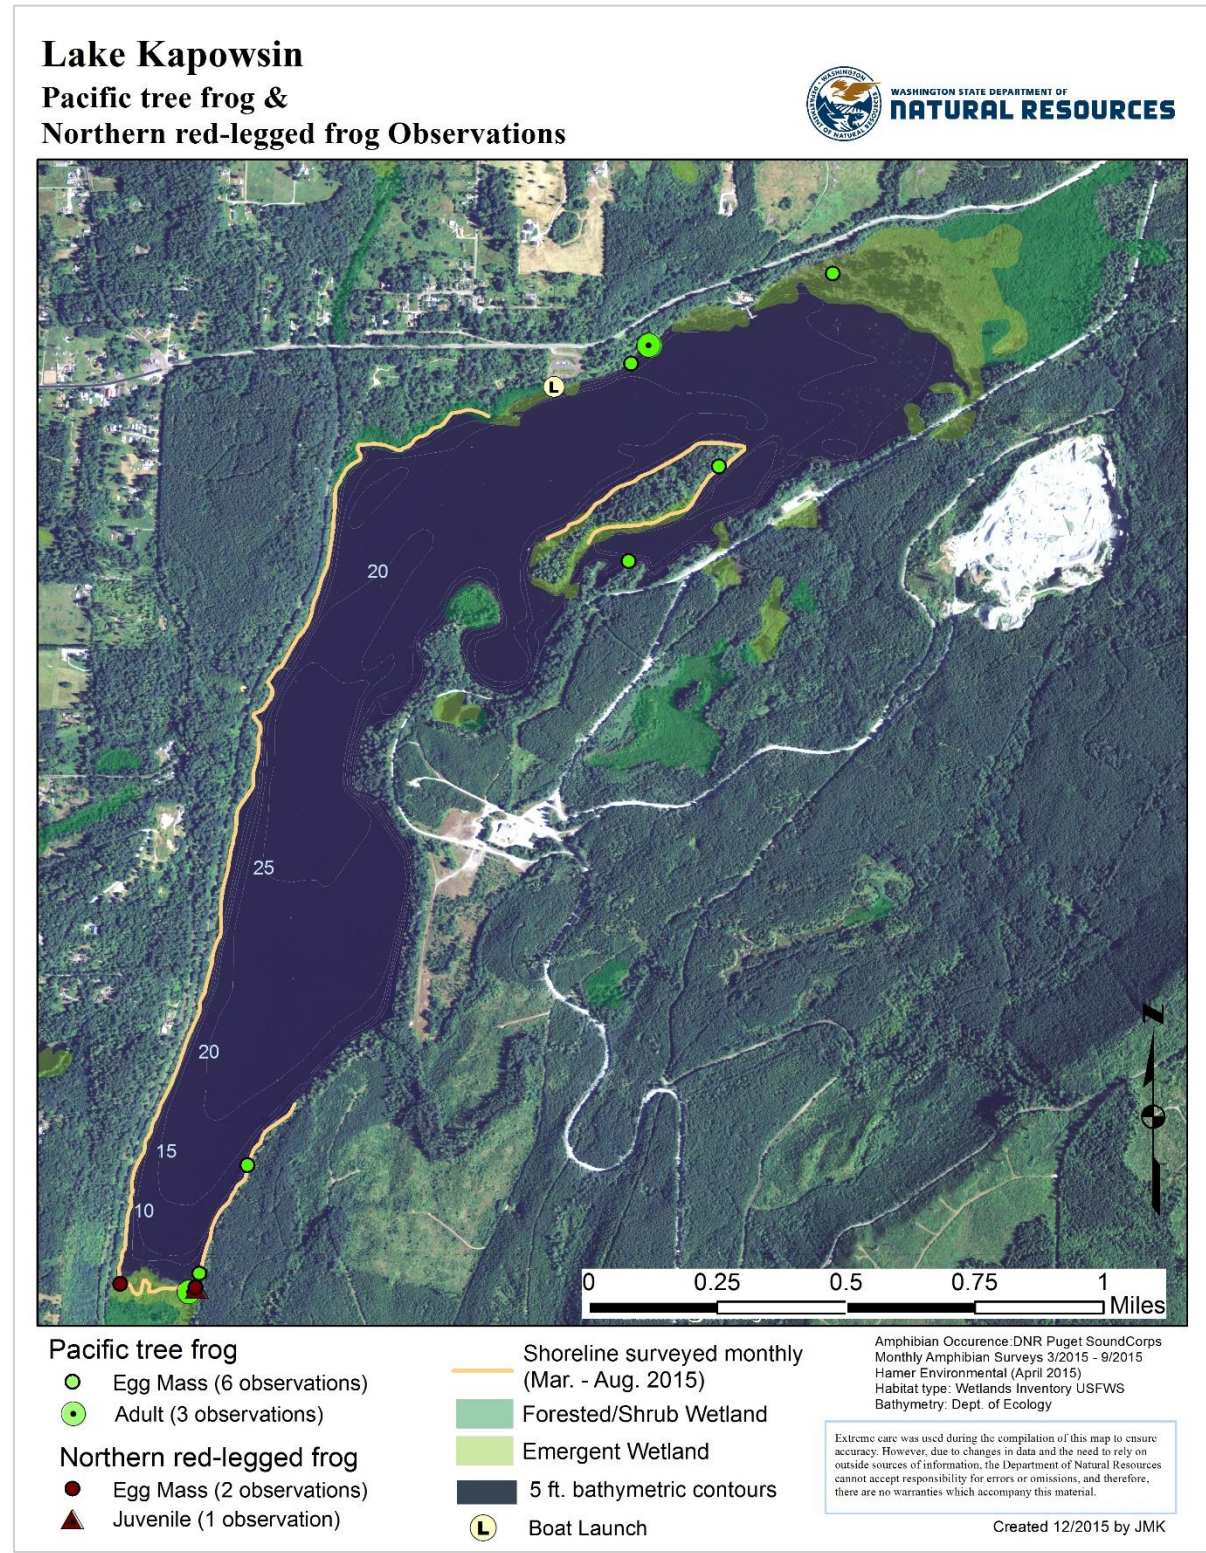 Lake Kapowsin
Pacific tree frog &
Northern red-legged frog Observations
WASHINGTON STATE DEPARTMENT OF
NATURAL RESOURCES
L
20
25
20
15
10
N
0 0.25 0.5 0.75 1
Miles
Pacific tree frog
Egg Mass (6 observations)
Adult (3 observations)
Northern red-legged frog
Egg Mass (2 observations)
Juvenile (1 observation)
Shoreline surveyed monthly
(Mar. - Aug. 2015)
Forested/Shrub Wetland
Emergent Wetland
5 ft. bathymetric contours
L Boat Launch
Amphibian Occurence:DNR Puget SoundCorps
Monthly Amphibian Surveys 3/2015 - 9/2015
Hamer Environmental (April 2015)
Habitat type: Wetlands Inventory USFWS
Bathymetry: Dept. of Ecology
Extreme care was used during the compilation of this map to ensure
accuracy. However, due to changes in data and the need to rely on
outside sources of information, the Department of Natural Resources
cannot accept responsibility for errors or omissions, and therefore,
there are no warranties which accompany this material.
Created 12/2015 by JMK